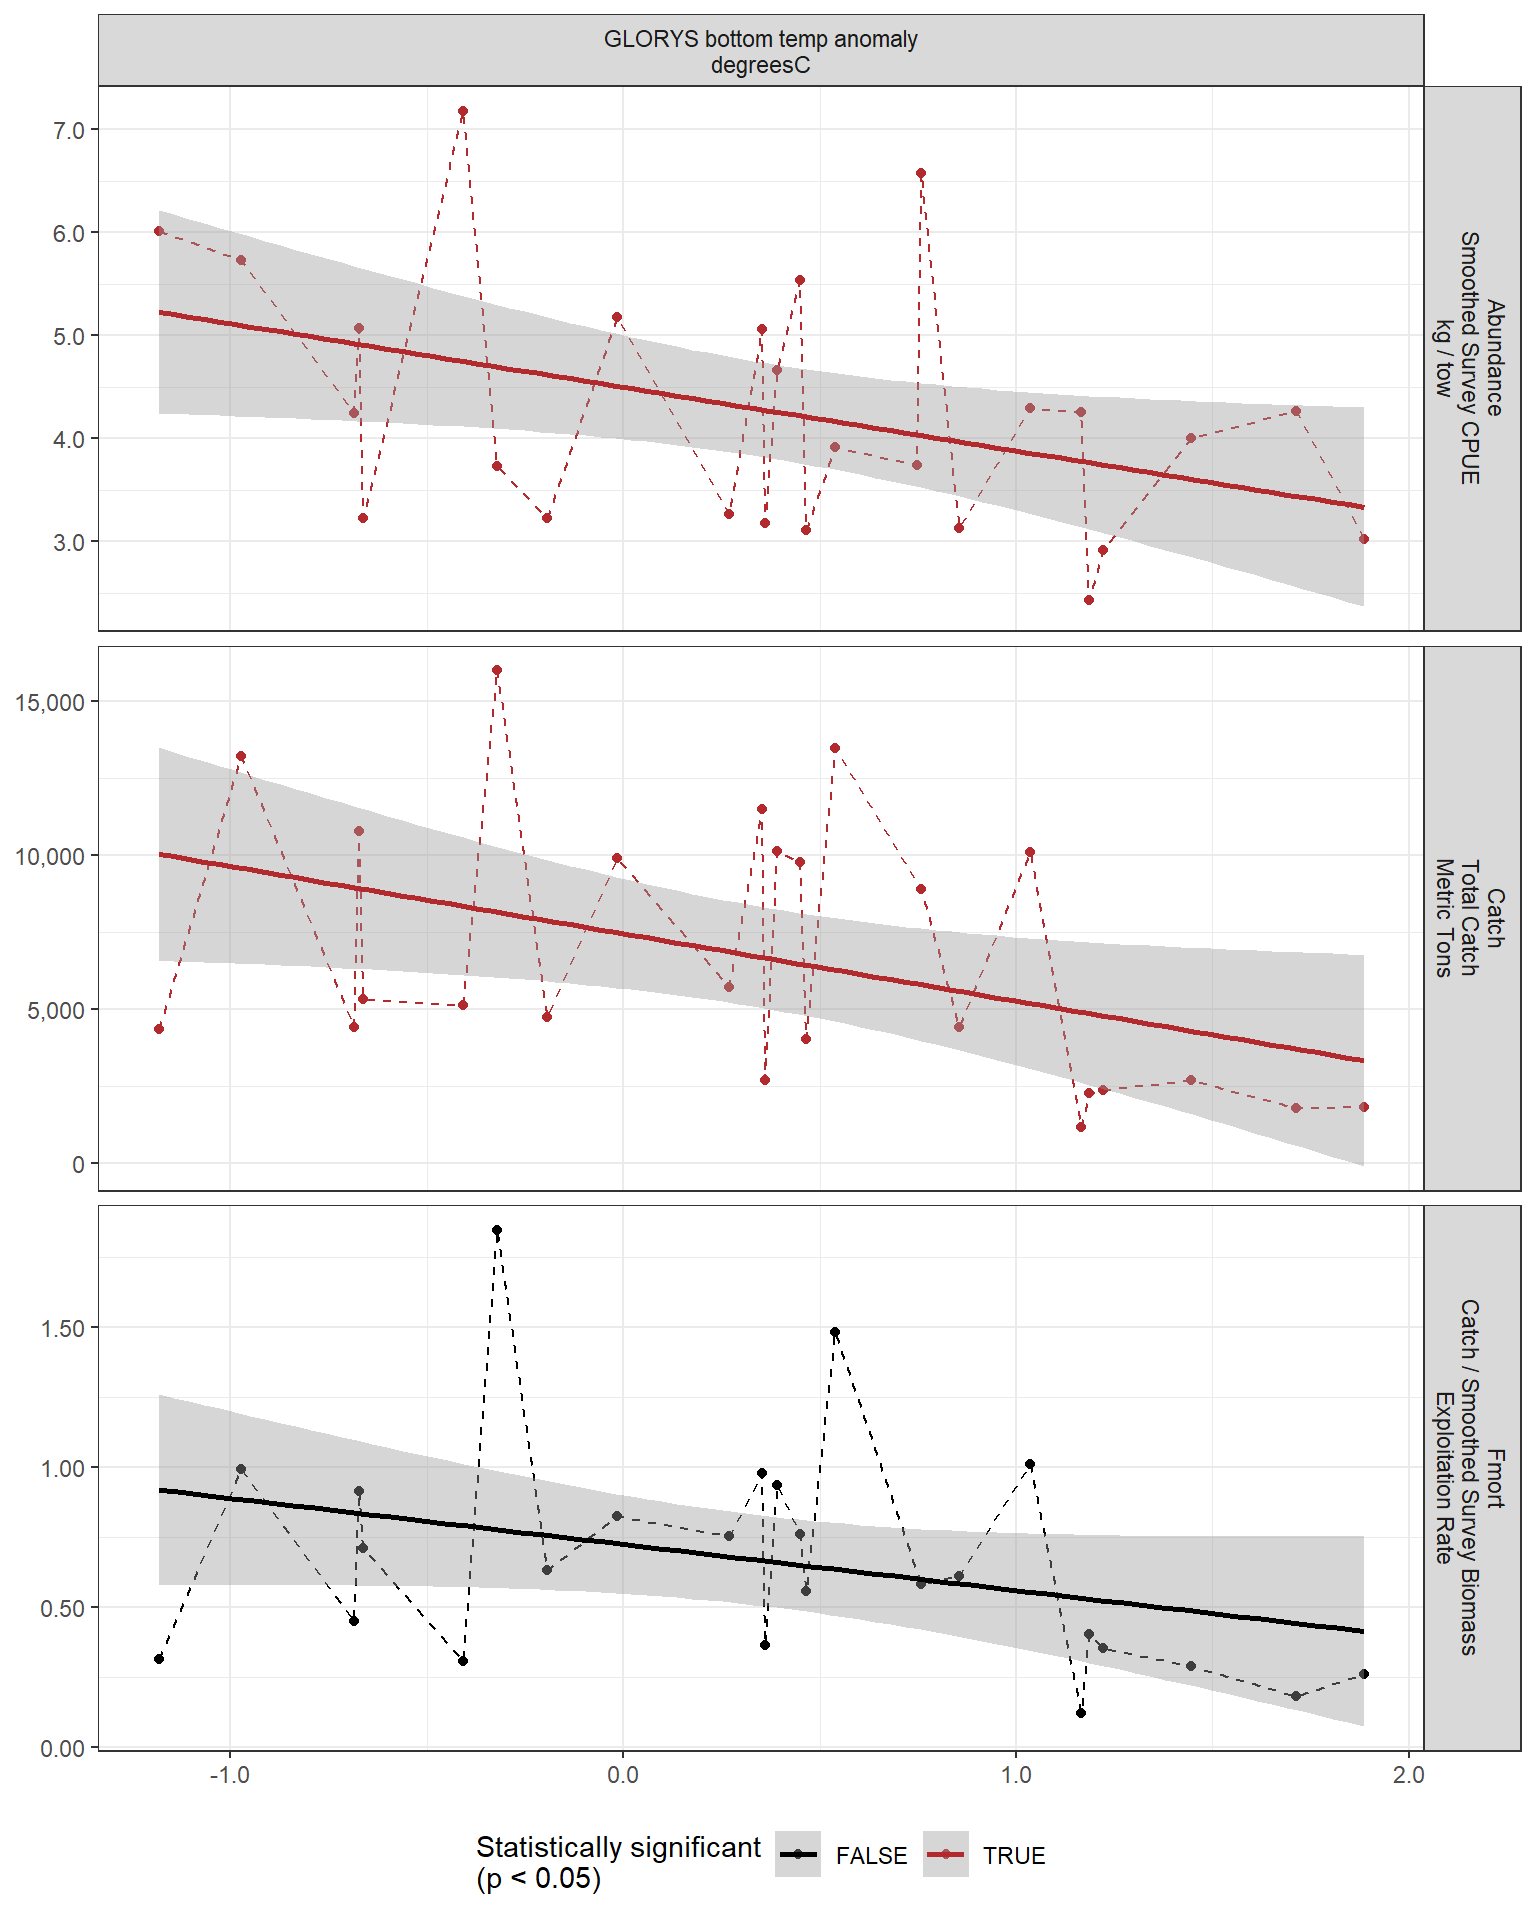 GLORYS bottom temp anomaly
degreesC
7.0
6.0
5.0
4.0
3.0
Abundance
Smoothed Survey CPUE
kg / tow
15,000
10,000
5,000
0
Catch
Total Catch
Metric Tons
1.50
1.00
0.50
0.00
Fmort
Catch / Smoothed Survey Biomass
Exploitation Rate
-1.0 0.0 1.0 2.0
Statistically significant
(p < 0.05)
FALSE TRUE